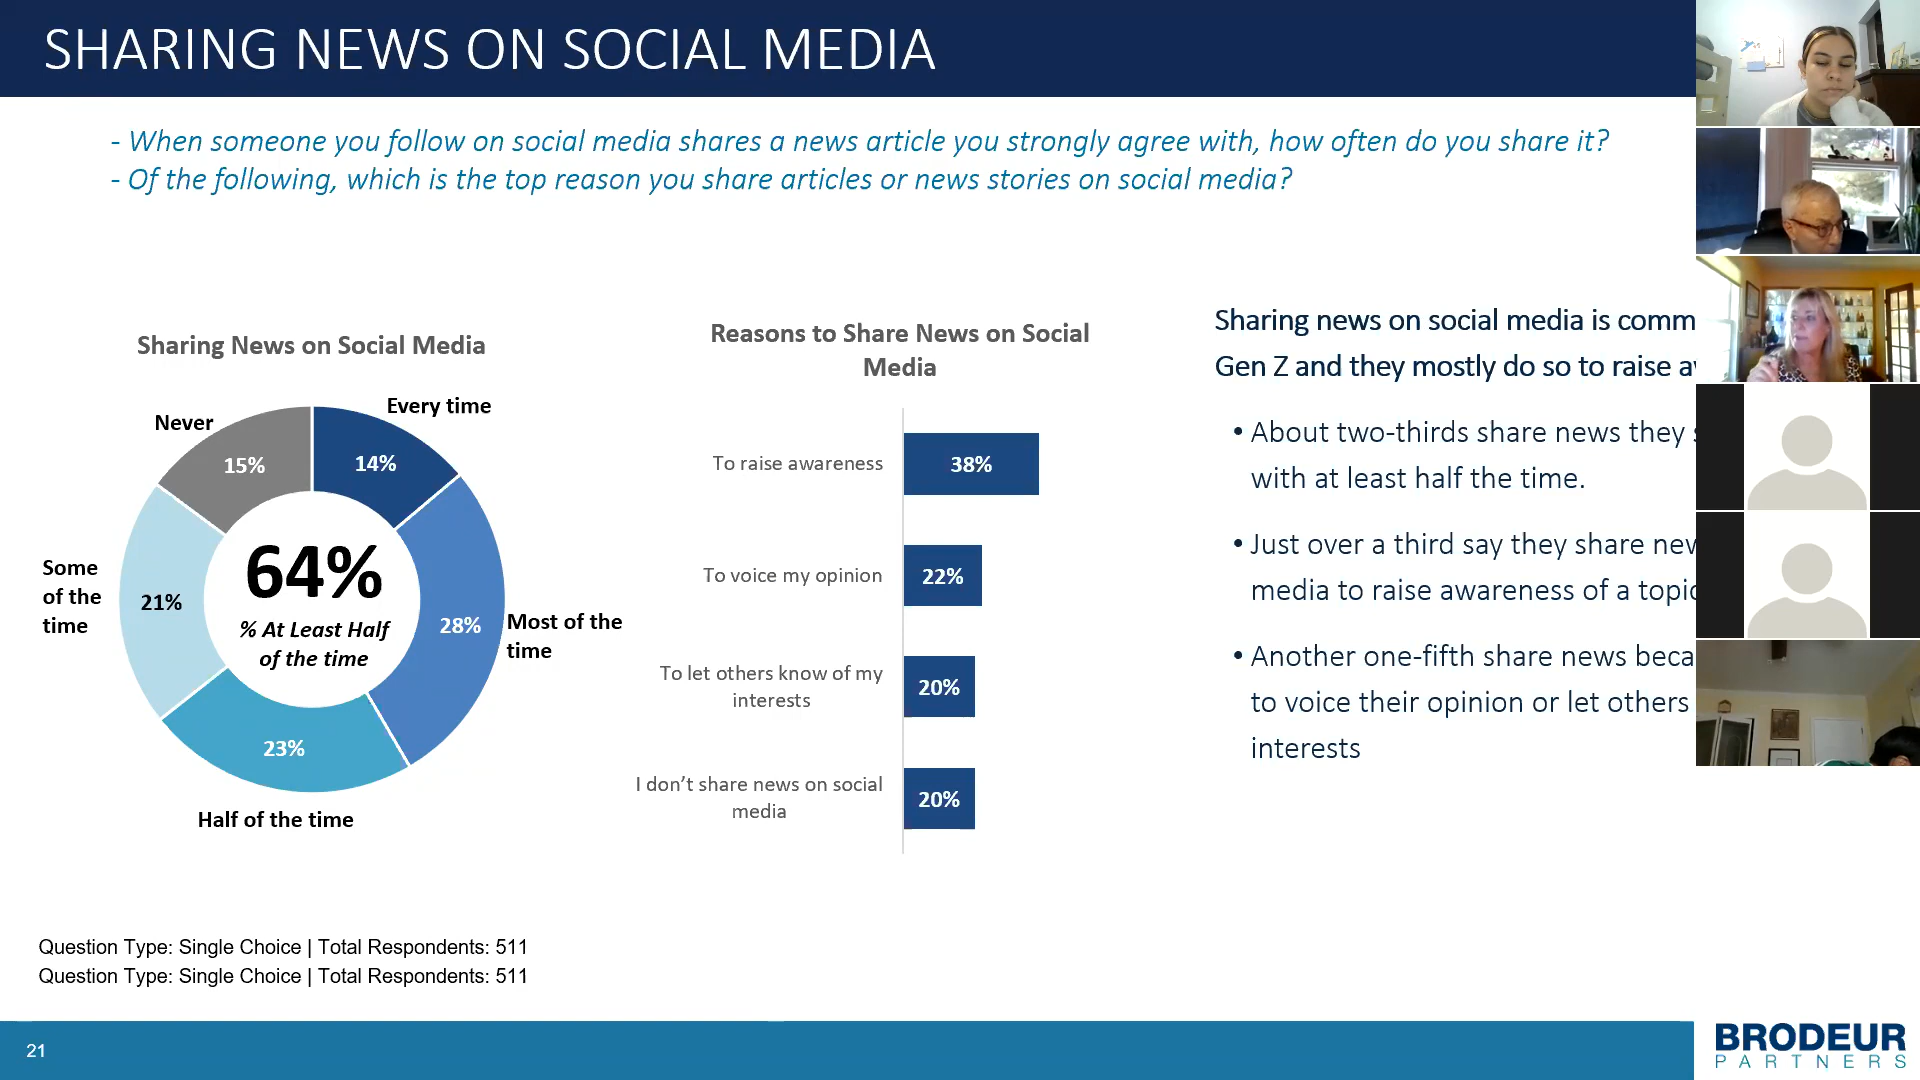 SHARING NEWS ON SOCIAL MEDIA
- When someone you follow on social media shares a news article you strongly agree with, how often do you share it?
- Of the following, which is the top reason you share articles or news stories on social media?
Sharing News on Social Media
Every time
Never
15%
14%
64%
% At Least Half
of the time
Some
of the
time
21%
28%
Most of the
time
23%
Half of the time
Reasons to Share News on Social
Media
To raise awareness
38%
To voice my opinion
22%
To let others know of my
interests
20%
I don’t share news on social
media
20%
Sharing news on social media is
Gen Z and they mostly do so to raise
• About two-thirds share news they
with at least half the time.
• Just over a third say they share
media to raise awareness of a
• Another one-fifth share news
to voice their opinion or let others
interests
Question Type: Single Choice | Total Respondents: 511
Question Type: Single Choice | Total Respondents: 511
21
BRODEUR
PARTNERS